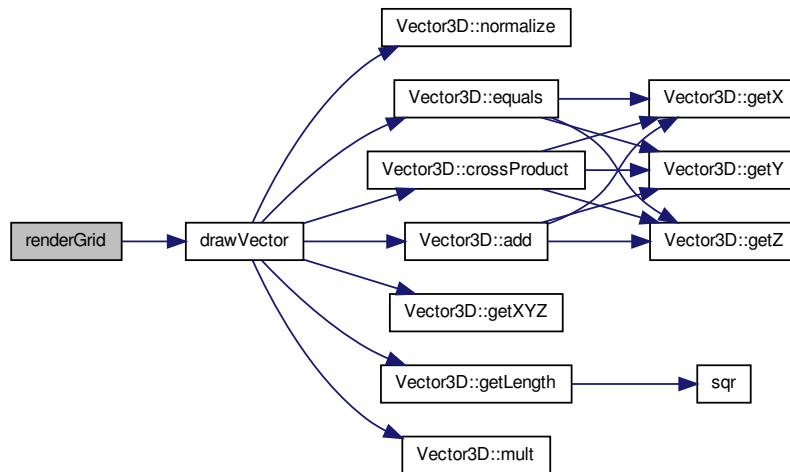 Vector3D::normalize
Vector3D::equals
Vector3D::getX
Vector3D::crossProduct
Vector3D::getY
renderGrid
drawVector
Vector3D::add
Vector3D::getZ
Vector3D::getXYZ
Vector3D::getLength
sqr
Vector3D::mult